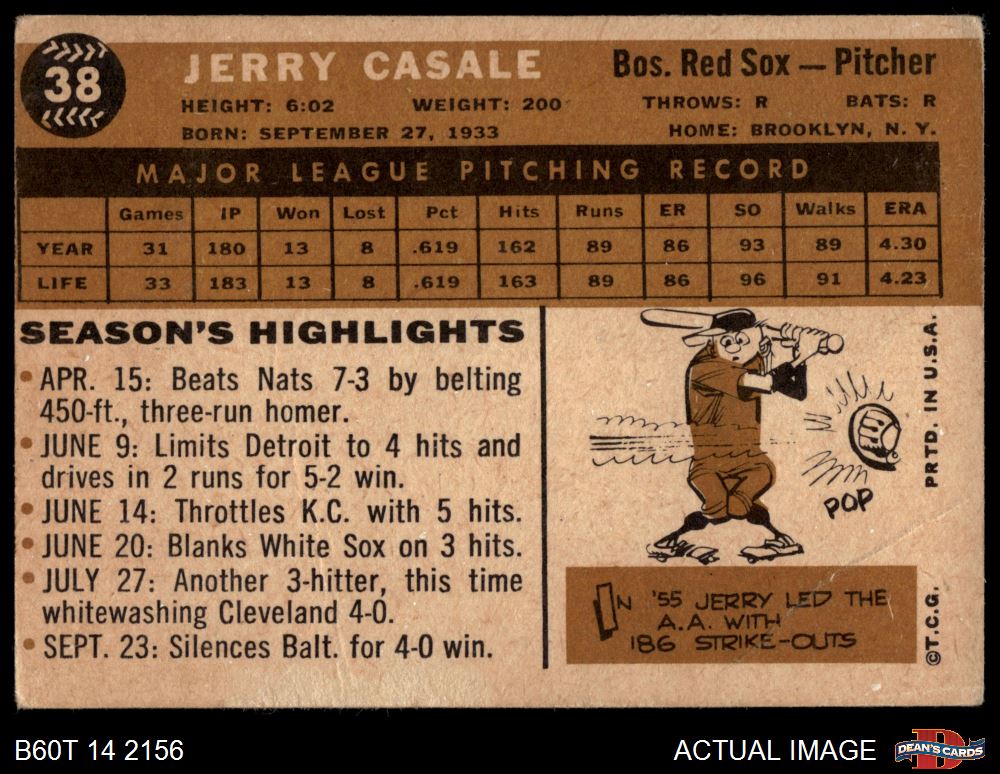 38
JERRY CASALE
Bos. Red Sox — Pitcher
HEIGHT: 6:02 WEIGHT: 200 THROWS: R BATS: R
BORN: SEPTEMBER 27, 1933 HOME: BROOKLYN, N. Y.
MAJOR LEAGUE PITCHING RECORD
Games IP Won Lost Pct Hits Runs ER SO Walks ERA
YEAR 31 180 13 8 .619 162 89 86 93 89 4.30
LIFE 33 183 13 8 .619 163 89 86 96 91 4.23
SEASON'S HIGHLIGHTS
• APR. 15: Beats Nats 7-3 by belting
450-ft., three-run homer.
• JUNE 9: Limits Detroit to 4 hits and
drives in 2 runs for 5-2 win.
• JUNE 14: Throttles K.C. with 5 hits.
• JUNE 20: Blanks White Sox on 3 hits.
• JULY 27: Another 3-hitter, this time
whitewashing Cleveland 4-0.
• SEPT. 23: Silences Balt. for 4-0 win.
POP
IN '55 JERRY LED THE
A.A. WITH
186 STRIKE-OUTS
PRTD. IN U.S.A.
©T.C.G.
B60T 14 2156
ACTUAL IMAGE
DEAN'S CARDS